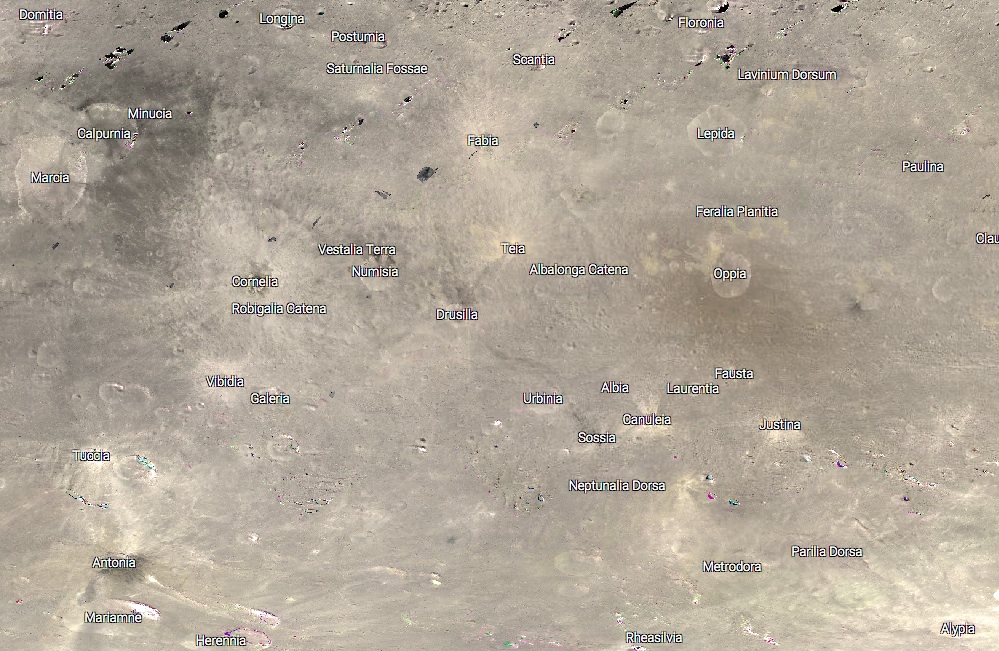 Domitia
Longina
Floronia
Postumia
Scantia
Saturnalia Fossae
Lavinium Dorsum
Minucia
Calpurnia
Lepida
Fabia
Paulina
Marcia
Feralia Planitia
Clau
Vestalia Terra
Teia
Numisia
Albalonga Catena
Oppia
Cornelia
Robigalia Catena
Drusilla
Fausta
Vibidia
Albia
Laurentia
Galeria
Urbinia
Canuleia
Justina
Sossia
Tuccia
Neptunalia Dorsa
Parilia Dorsa
Antonia
Metrodora
Mariamne
Alypia
Herennia
Rheasilvia